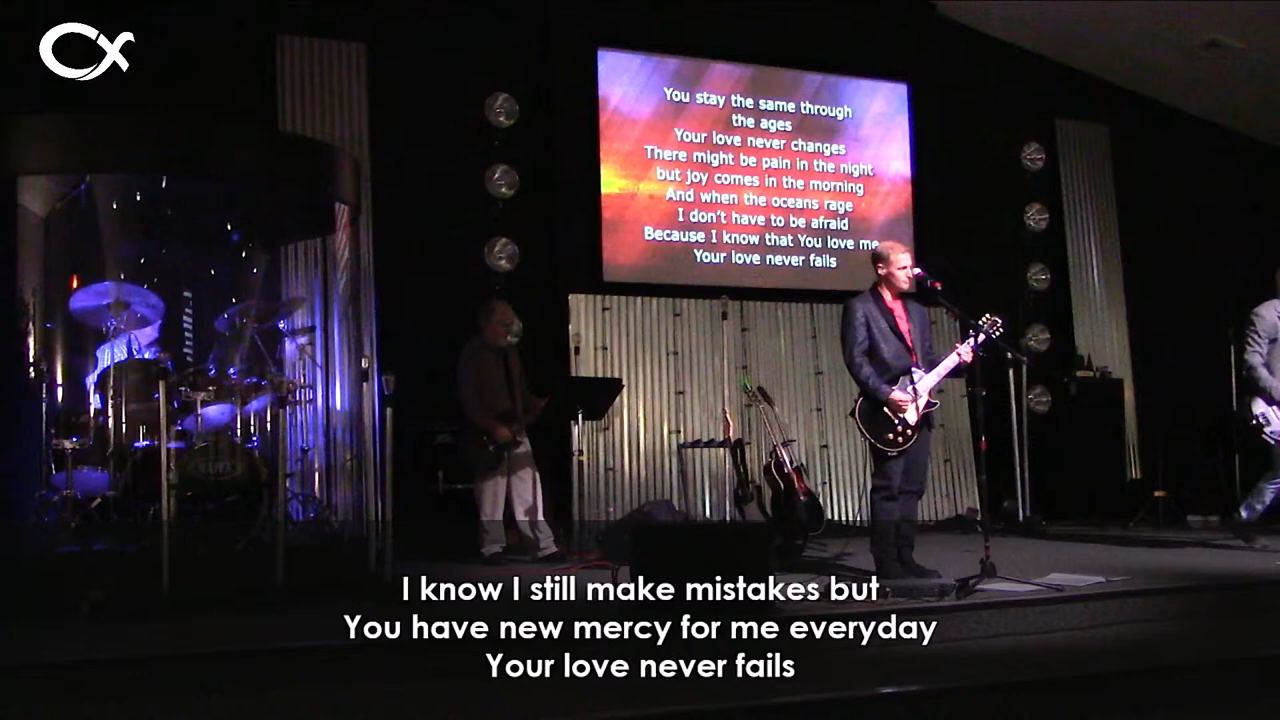 CX
You stay the same through
the ages
Your love never changes
There might be pain in the night
but joy comes in the morning
And when the oceans rage
I don't have to be afraid
Because I know that You love me
Your love never fails
I know I still make mistakes but
You have new mercy for me everyday
Your love never fails